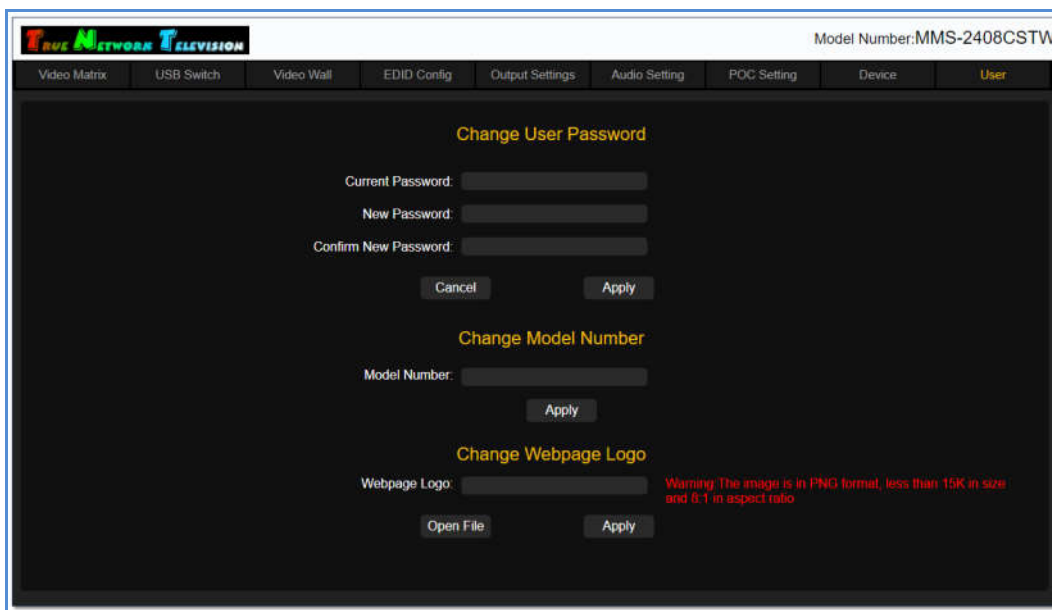 True Network Television
Model Number:MMS-2408CSTW
Video Matrix USB Switch Video Wall EDID Config Output Settings Audio Setting POC Setting Device User
Change User Password
Current Password:
New Password:
Confirm New Password:
Cancel Apply
Change Model Number
Model Number:
Apply
Change Webpage Logo
Webpage Logo:
Warning:The image is in PNG format, less than 15K in size
and 8:1 in aspect ratio
Open File Apply